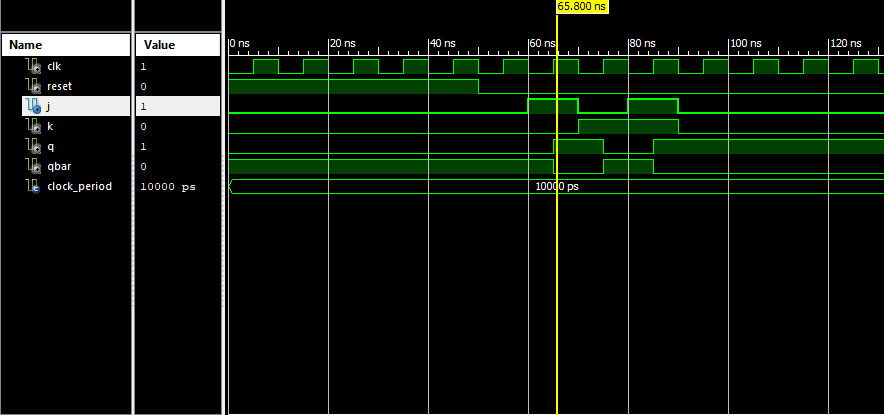 65.800 ns
Name Value 0 ns 20 ns 40 ns 60 ns 80 ns 100 ns 120 ns
clk 1
reset 0
j 1
k 0
q 1
qbar 0
clock_period 10000 ps 10000 ps